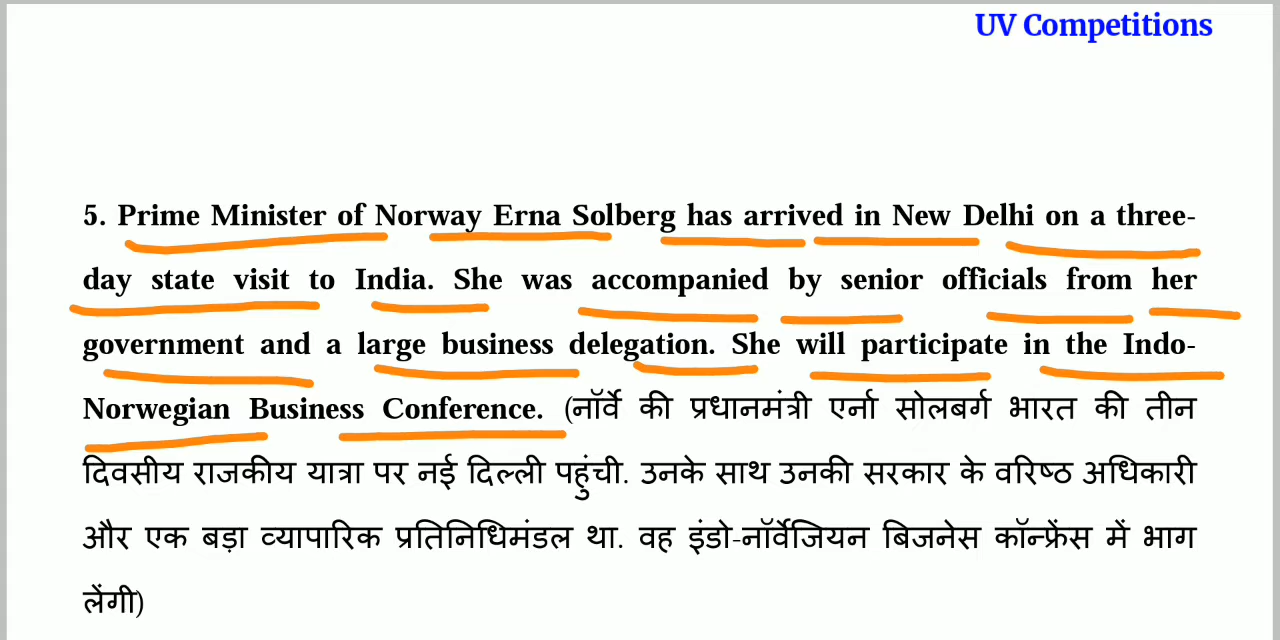 UV Competitions
5. Prime Minister of Norway Erna Solberg has arrived in New Delhi on a three-
day state visit to India. She was accompanied by senior officials from her
government and a large business delegation. She will participate in the Indo-
Norwegian Business Conference. (नॉर्वे की प्रधानमंत्री एर्ना सोलबर्ग भारत की तीन
दिवसीय राजकीय यात्रा पर नई दिल्ली पहुंची. उनके साथ उनकी सरकार के वरिष्ठ अधिकारी
और एक बड़ा व्यापारिक प्रतिनिधिमंडल था. वह इंडो-नॉर्वेजियन बिजनेस कॉन्फ्रेंस में भाग
लेंगी)